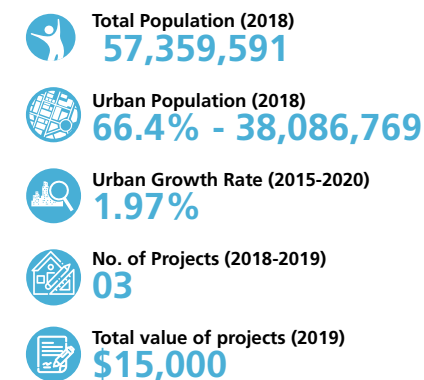 Total Population (2018)
57,359,591
Urban Population (2018)
66.4% - 38,086,769
Urban Growth Rate (2015-2020)
1.97%
No. of Projects (2018-2019)
03
Total value of projects (2019)
$15,000